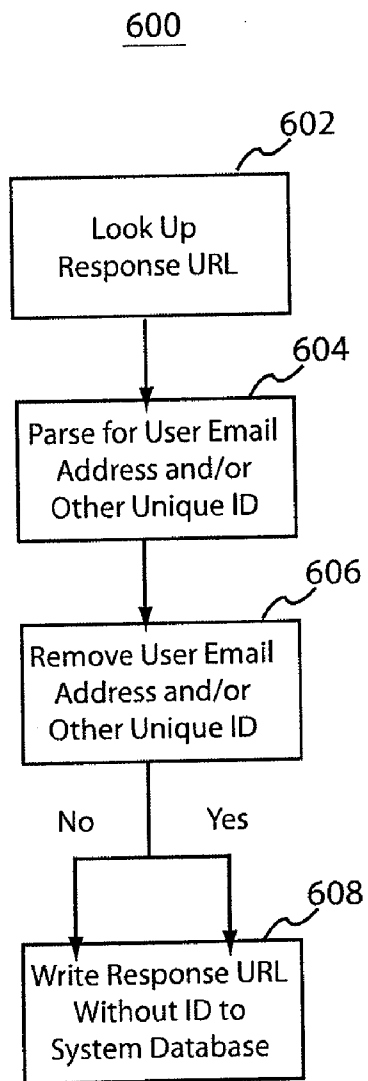 600
602
Look Up
Response URL
604
Parse for User Email
Address and/or
Other Unique ID
606
Remove User Email
Address and/or
Other Unique ID
No
Yes
608
Write Response URL
Without ID to
System Database